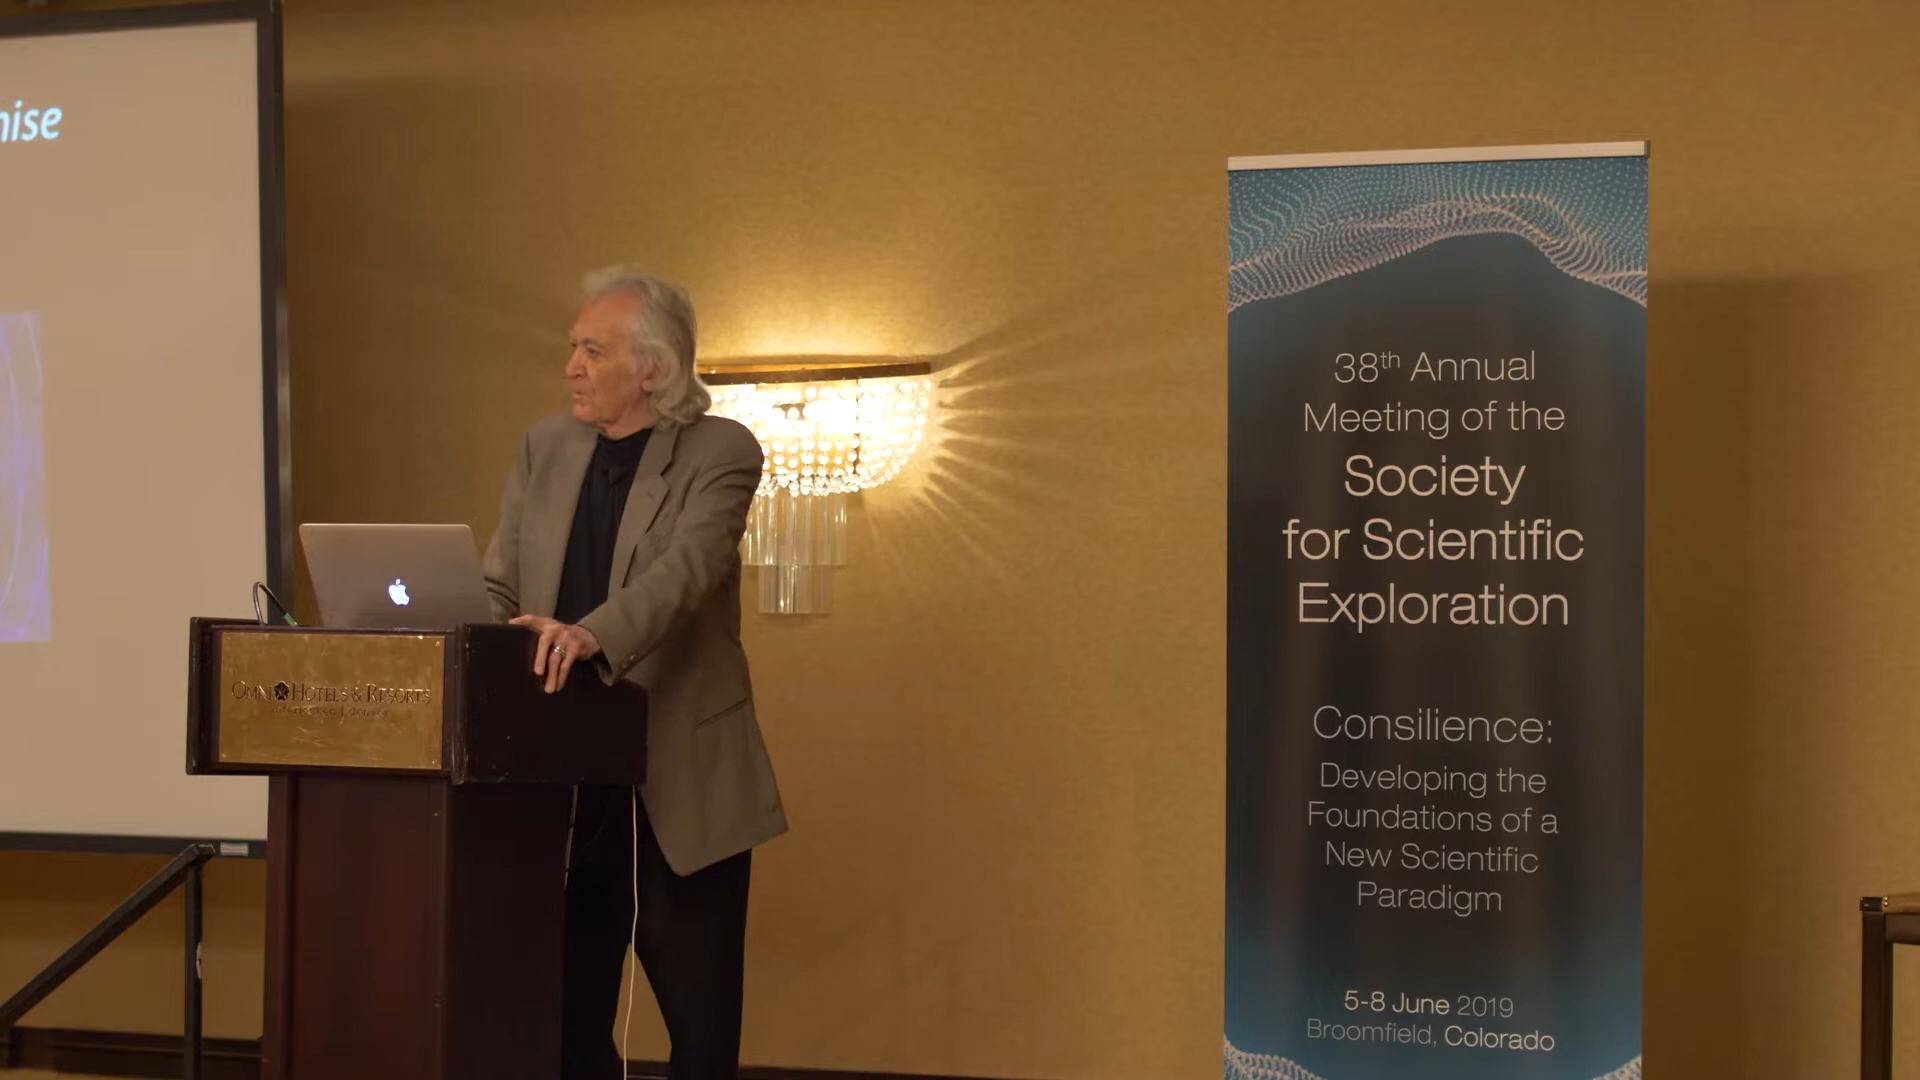 nise
OMNI HOTELS & RESORTS
38th Annual
Meeting of the
Society
for Scientific
Exploration
Consilience:
Developing the
Foundations of a
New Scientific
Paradigm
5-8 June 2019
Broomfield, Colorado